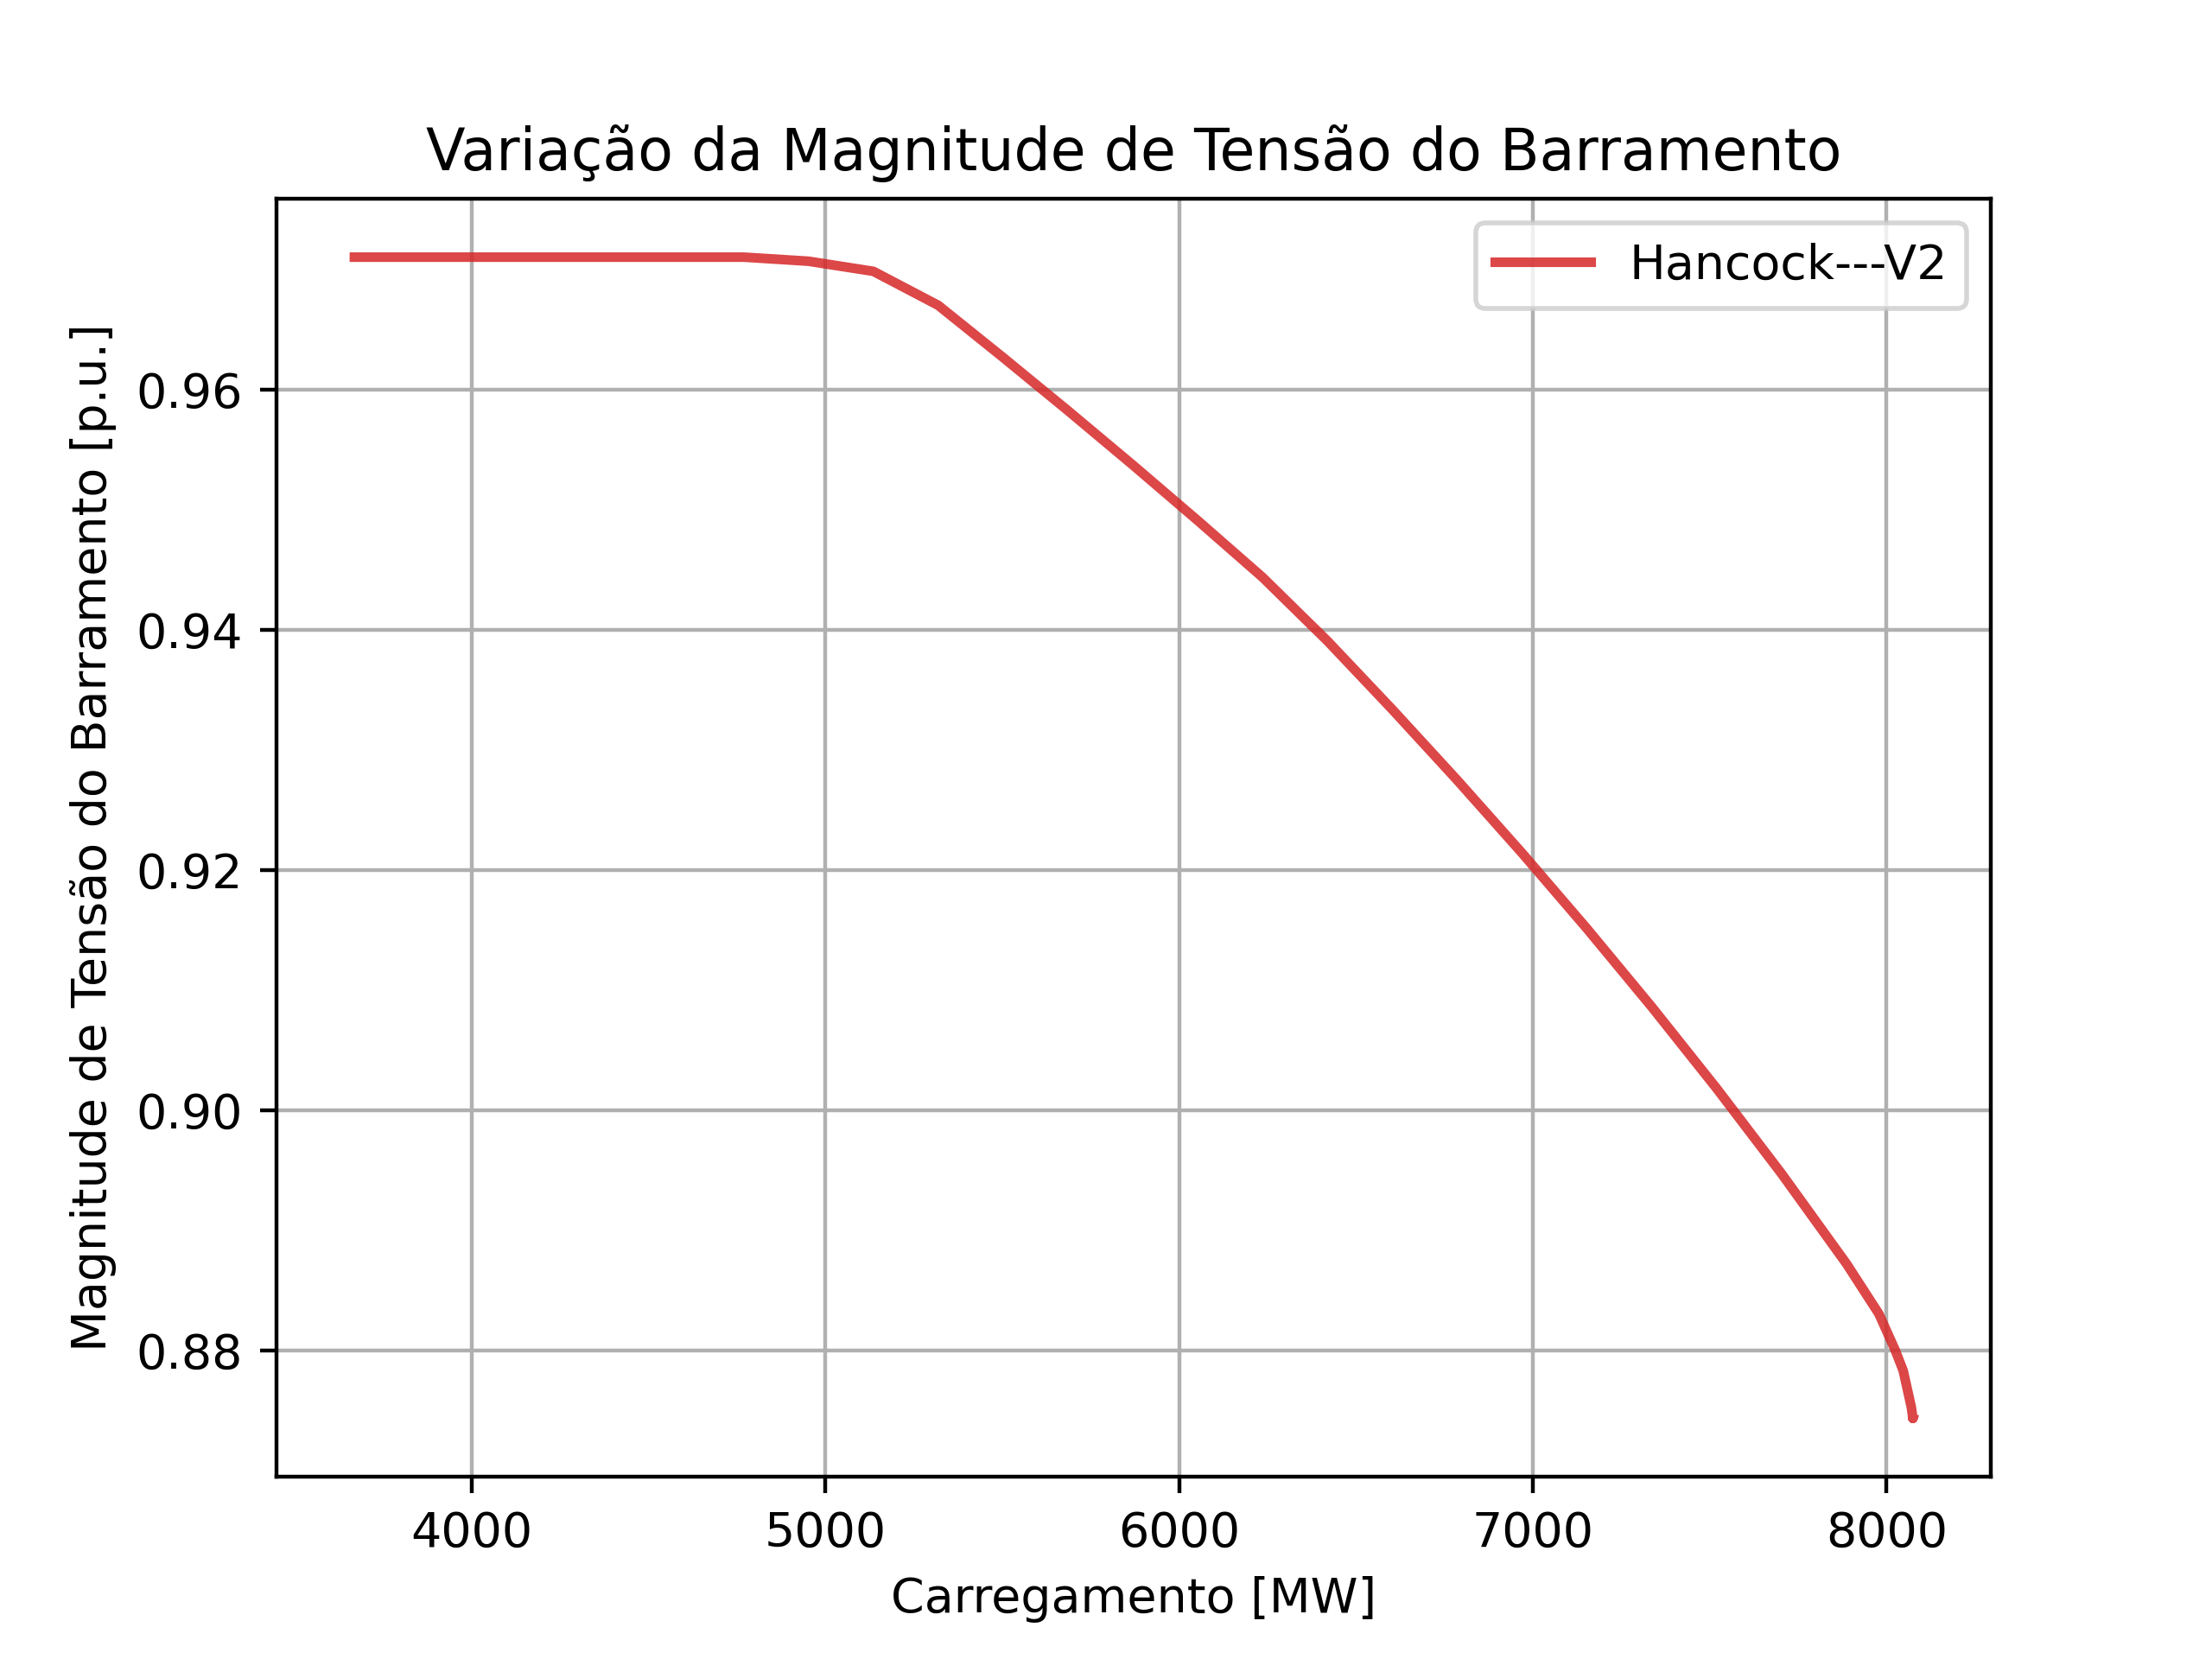 Variação da Magnitude de Tensão do Barramento
Hancock---V2
Magnitude de Tensão do Barramento [p.u.]
0.96
0.94
0.92
0.90
0.88
4000 5000 6000 7000 8000
Carregamento [MW]